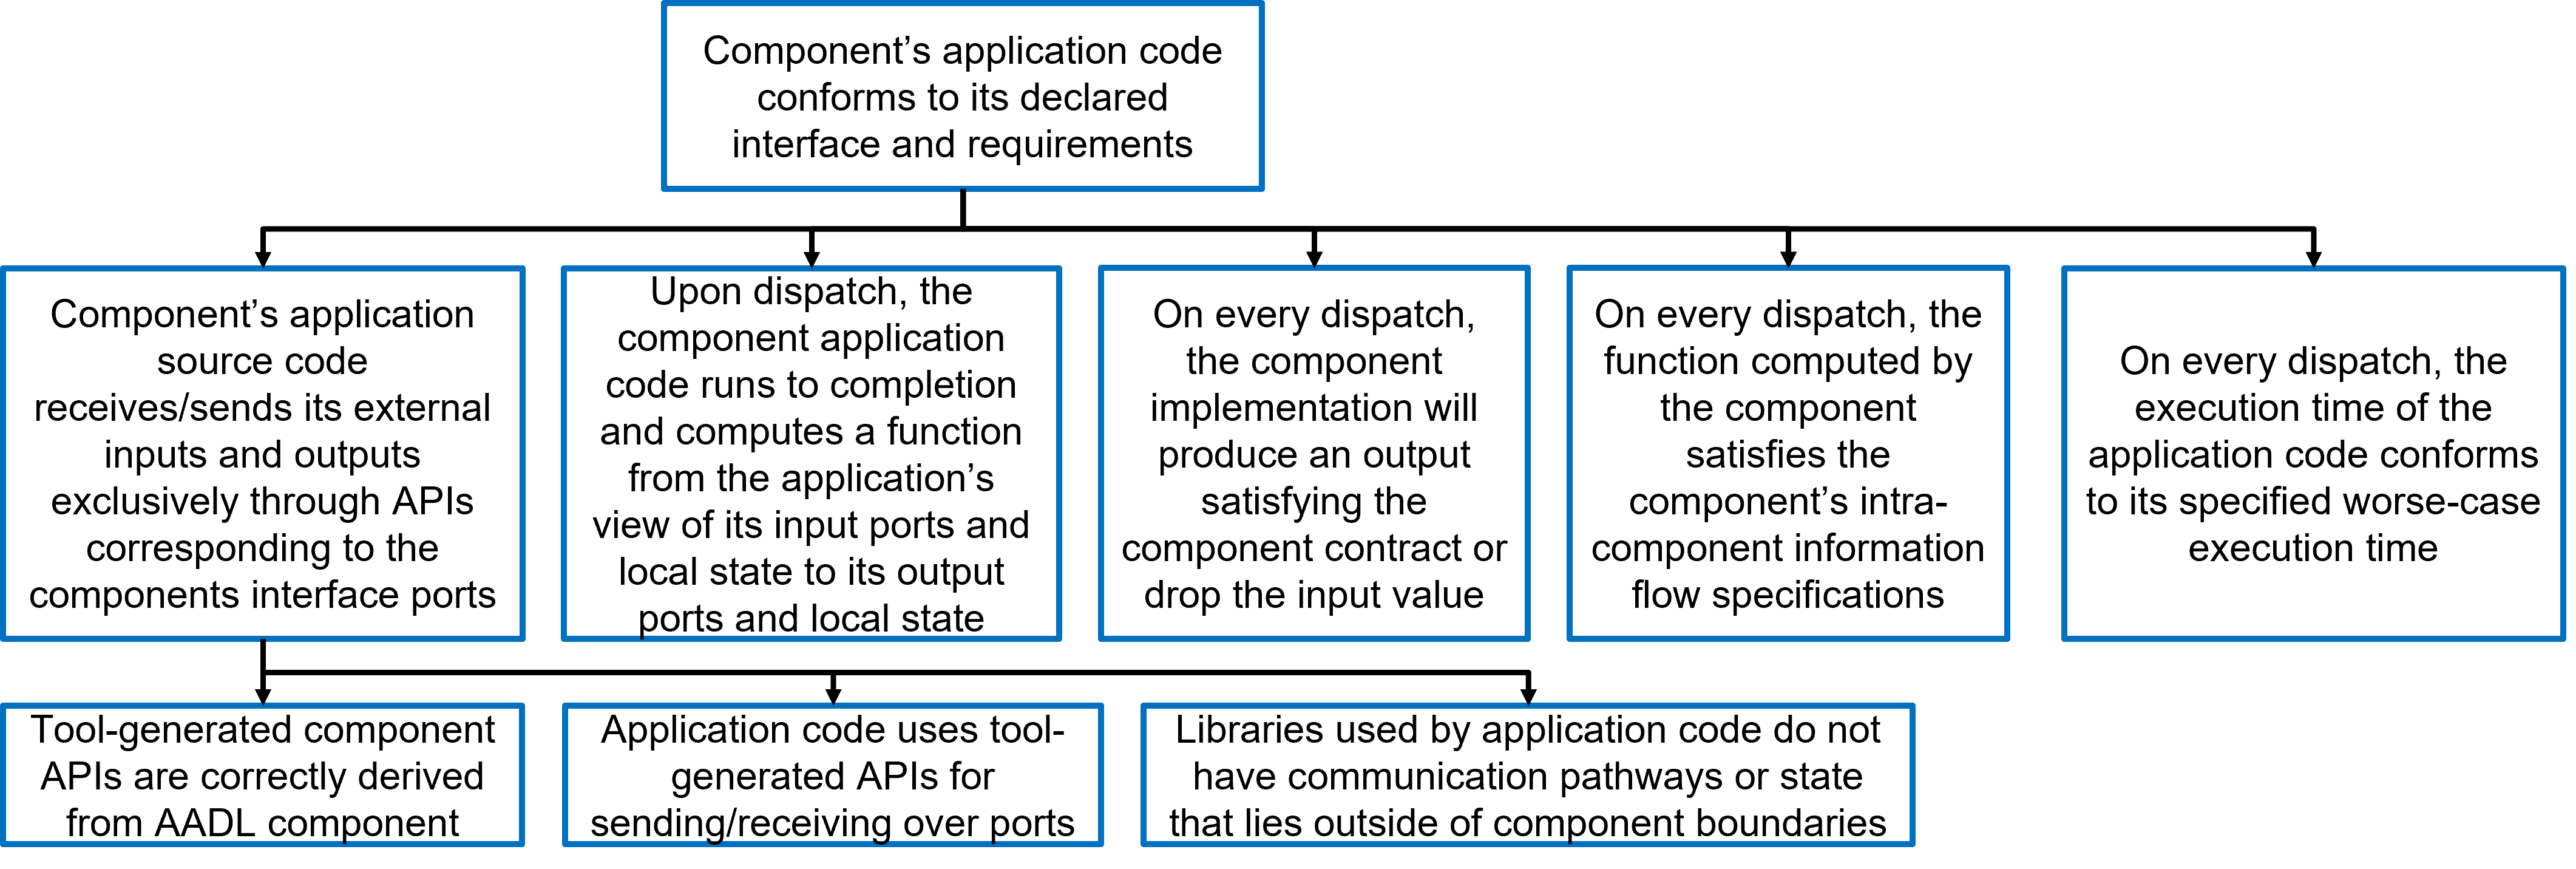 Component’s application code
conforms to its declared
interface and requirements
Component’s application
source code
receives/sends its external
inputs and outputs
exclusively through APIs
corresponding to the
components interface ports
Upon dispatch, the
component application
code runs to completion
and computes a function
from the application’s
view of its input ports and
local state to its output
ports and local state
On every dispatch,
the component
implementation will
produce an output
satisfying the
component contract or
drop the input value
On every dispatch, the
function computed by
the component
satisfies the
component’s intra-
component information
flow specifications
On every dispatch, the
execution time of the
application code conforms
to its specified worse-case
execution time
Tool-generated component
APIs are correctly derived
from AADL component
Application code uses tool-
generated APIs for
sending/receiving over ports
Libraries used by application code do not
have communication pathways or state
that lies outside of component boundaries